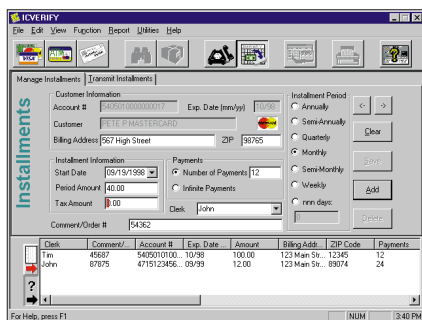 ICVERIFY
File Edit View Function Report Utilities Help
Manage Installments Transmit Installments
Installments
Customer Information
Account # 5405010000000017 Exp. Date (mm/yy) 10/98
Customer PETE P MASTERCARD
Billing Address 567 High Street ZIP 98765
Installment Information
Start Date 09/19/1998
Period Amount 40.00
Tax Amount 0.00
Payments
Number of Payments 12
Infinite Payments
Clerk John
Comment/Order # 54362
Installment Period
Annually
Semi-Annually
Quarterly
Monthly
Semi-Monthly
Weekly
nnn days:
0
<- ->
Clear
Save
Add
Delete
Clerk Comment/... Account # Exp. Date ... Amount Billing Addr... ZIP Code Payments
Tim 45687 5405010100... 10/98 100.00 123 Main Str... 12345 12
John 87875 4715123456... 09/99 12.00 123 Main Str... 89074 24
For Help, press F1 NUM 3:40 PM